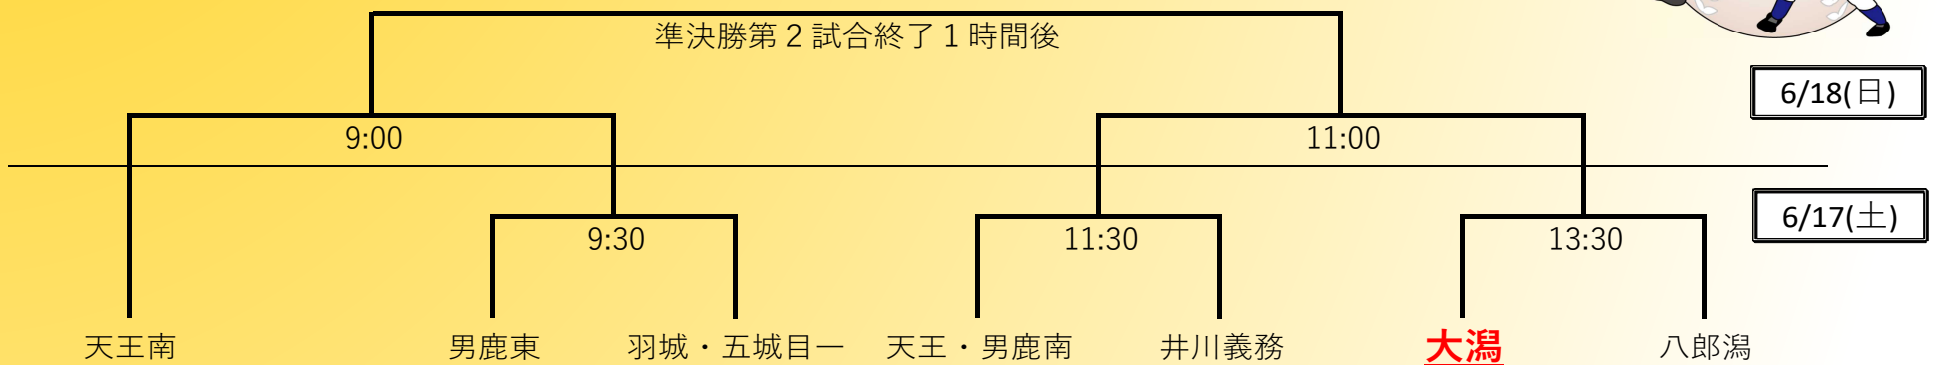 準決勝第２試合終了１時間後
6/18(日)
9:00
11:00
6/17(土)
9:30
11:30
13:30
天王南
男鹿東
羽城・五城目一
天王・男鹿南
井川義務
大潟
八郎潟